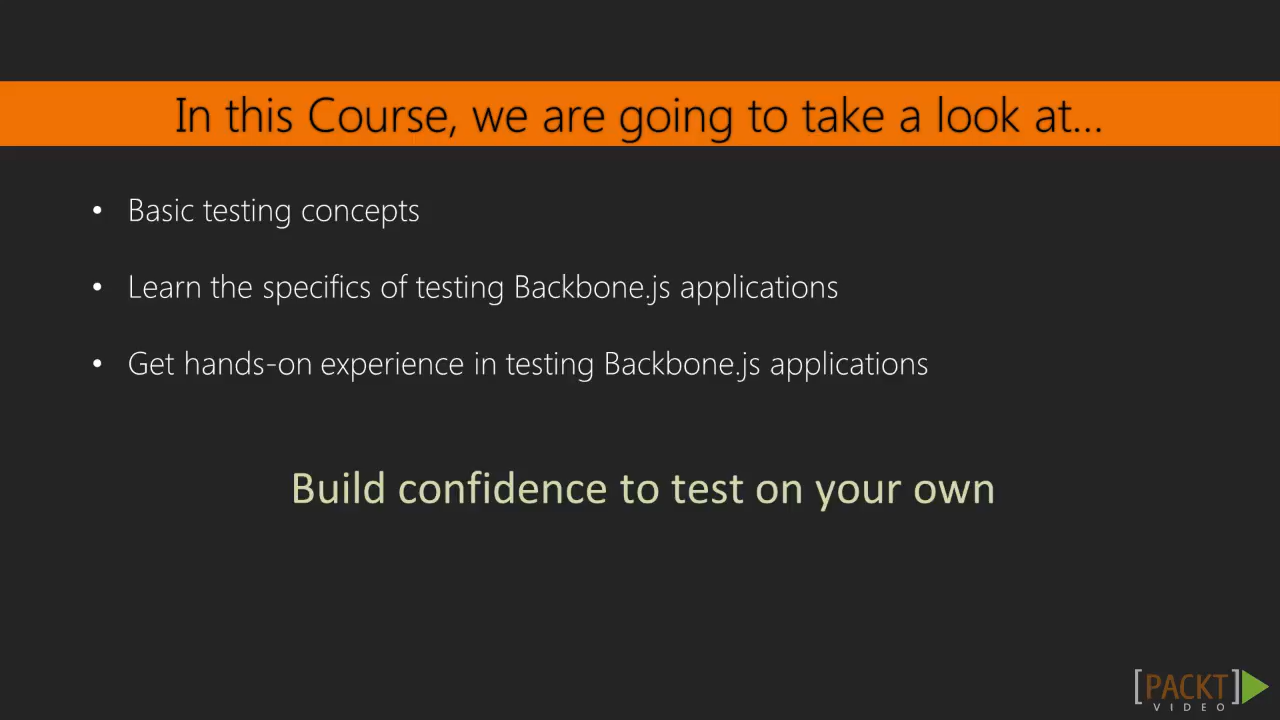 In this Course, we are going to take a look at...
• Basic testing concepts
• Learn the specifics of testing Backbone.js applications
• Get hands-on experience in testing Backbone.js applications
Build confidence to test on your own
[PACKT]
VIDEO